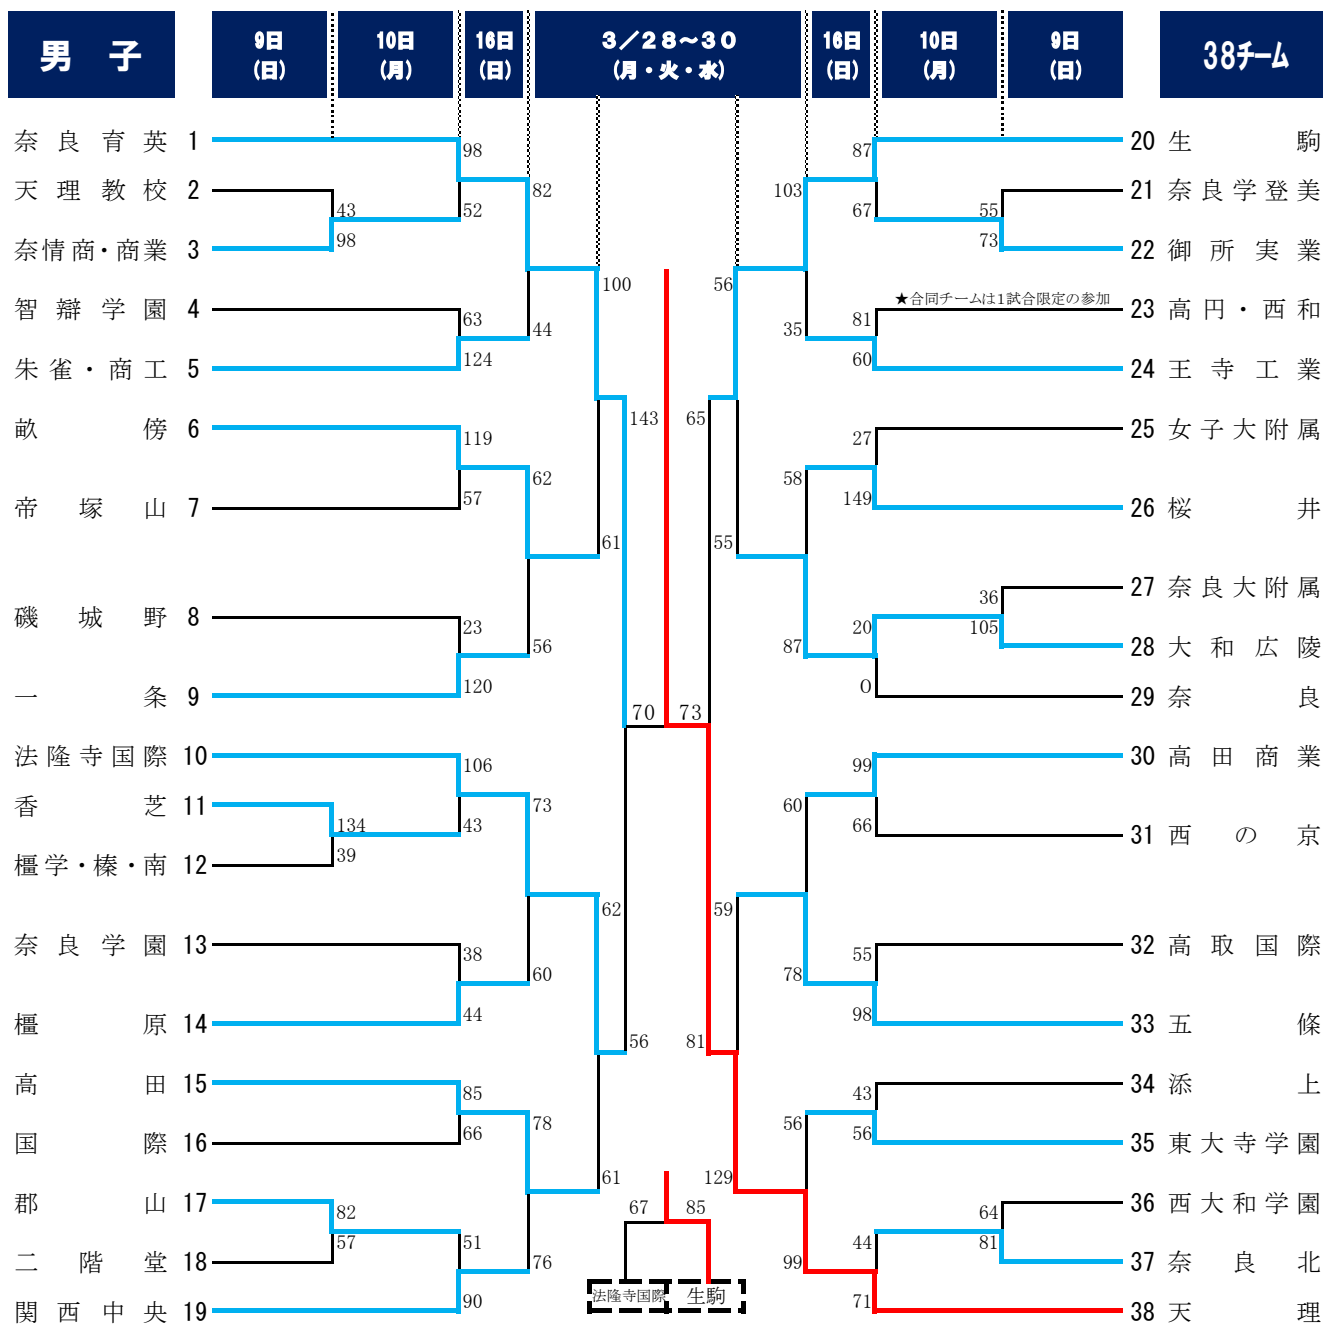 男子
9日
(日)
10日
(月)
16日
(日)
3／28～30
(月・火・水)
16日
(日)
10日
(月)
9日
(日)
38チーム
奈良育英 1
天理教校 2
奈情商・商業 3
智辯学園 4
朱雀・商工 5
畝傍 6
帝塚山 7
磯城野 8
一条 9
法隆寺国際 10
香芝 11
橿学・榛・南 12
奈良学園 13
橿原 14
高田 15
国際 16
郡山 17
二階堂 18
関西中央 19
43
98
134
39
82
57
98
52
63
124
119
57
23
120
106
43
38
44
85
66
51
90
82
44
62
56
73
60
78
76
100
61
62
61
143
56
70
73
65
81
56
55
59
129
103
35
58
87
60
78
56
99
87
67
★合同チームは1試合限定の参加
81
60
27
149
20
0
99
66
55
98
43
56
44
71
55
73
36
105
64
81
20 生駒
21 奈良学登美
22 御所実業
23 高円・西和
24 王寺工業
25 女子大附属
26 桜井
27 奈良大附属
28 大和広陵
29 奈良
30 高田商業
31 西の京
32 高取国際
33 五條
34 添上
35 東大寺学園
36 西大和学園
37 奈良北
38 天理
67
85
法隆寺国際
生駒